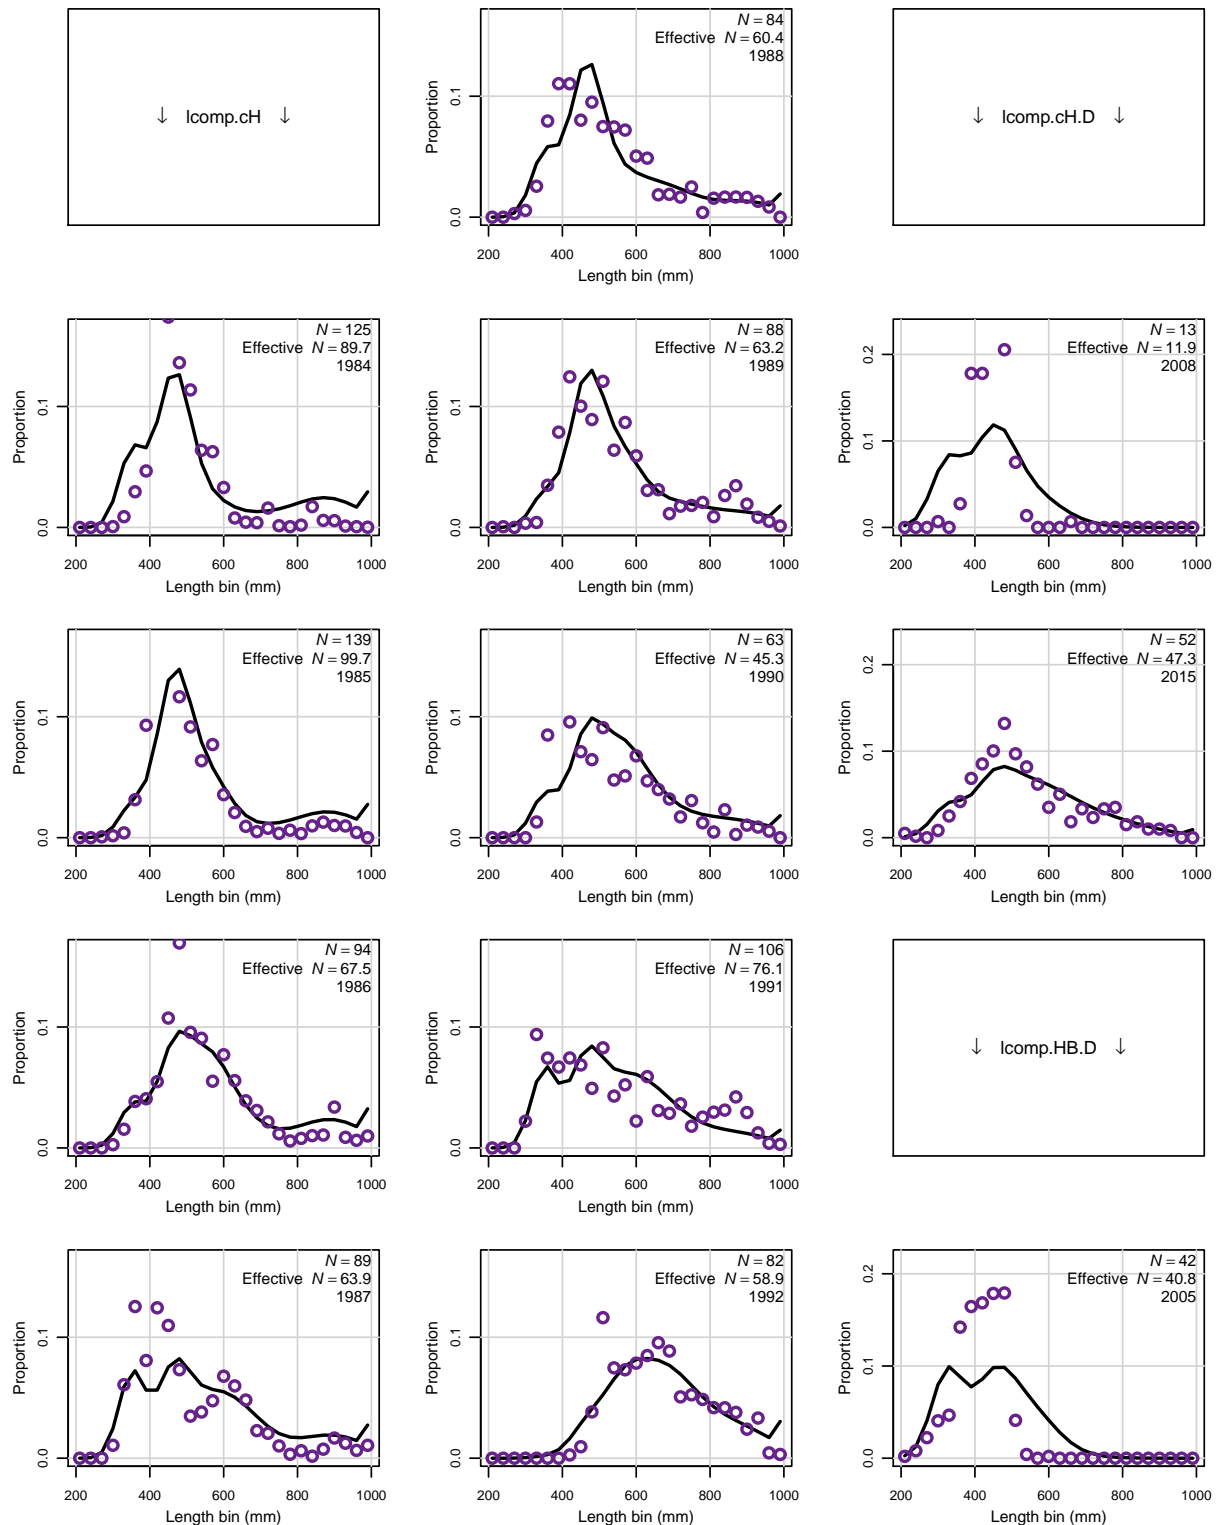 ↓ lcomp.cH ↓
N = 84
Effective N = 60.4
1988
Proportion
0.0
0.1
200 400 600 800 1000
Length bin (mm)
↓ lcomp.cH.D ↓
N = 125
Effective N = 89.7
1984
Proportion
0.0
0.1
200 400 600 800 1000
Length bin (mm)
N = 88
Effective N = 63.2
1989
Proportion
0.0
0.1
200 400 600 800 1000
Length bin (mm)
N = 13
Effective N = 11.9
2008
Proportion
0.0
0.1
0.2
200 400 600 800 1000
Length bin (mm)
N = 139
Effective N = 99.7
1985
Proportion
0.0
0.1
200 400 600 800 1000
Length bin (mm)
N = 63
Effective N = 45.3
1990
Proportion
0.0
0.1
200 400 600 800 1000
Length bin (mm)
N = 52
Effective N = 47.3
2015
Proportion
0.0
0.1
0.2
200 400 600 800 1000
Length bin (mm)
N = 94
Effective N = 67.5
1986
Proportion
0.0
0.1
200 400 600 800 1000
Length bin (mm)
N = 106
Effective N = 76.1
1991
Proportion
0.0
0.1
200 400 600 800 1000
Length bin (mm)
↓ lcomp.HB.D ↓
N = 89
Effective N = 63.9
1987
Proportion
0.0
0.1
200 400 600 800 1000
Length bin (mm)
N = 82
Effective N = 58.9
1992
Proportion
0.0
0.1
200 400 600 800 1000
Length bin (mm)
N = 42
Effective N = 40.8
2005
Proportion
0.0
0.1
0.2
200 400 600 800 1000
Length bin (mm)